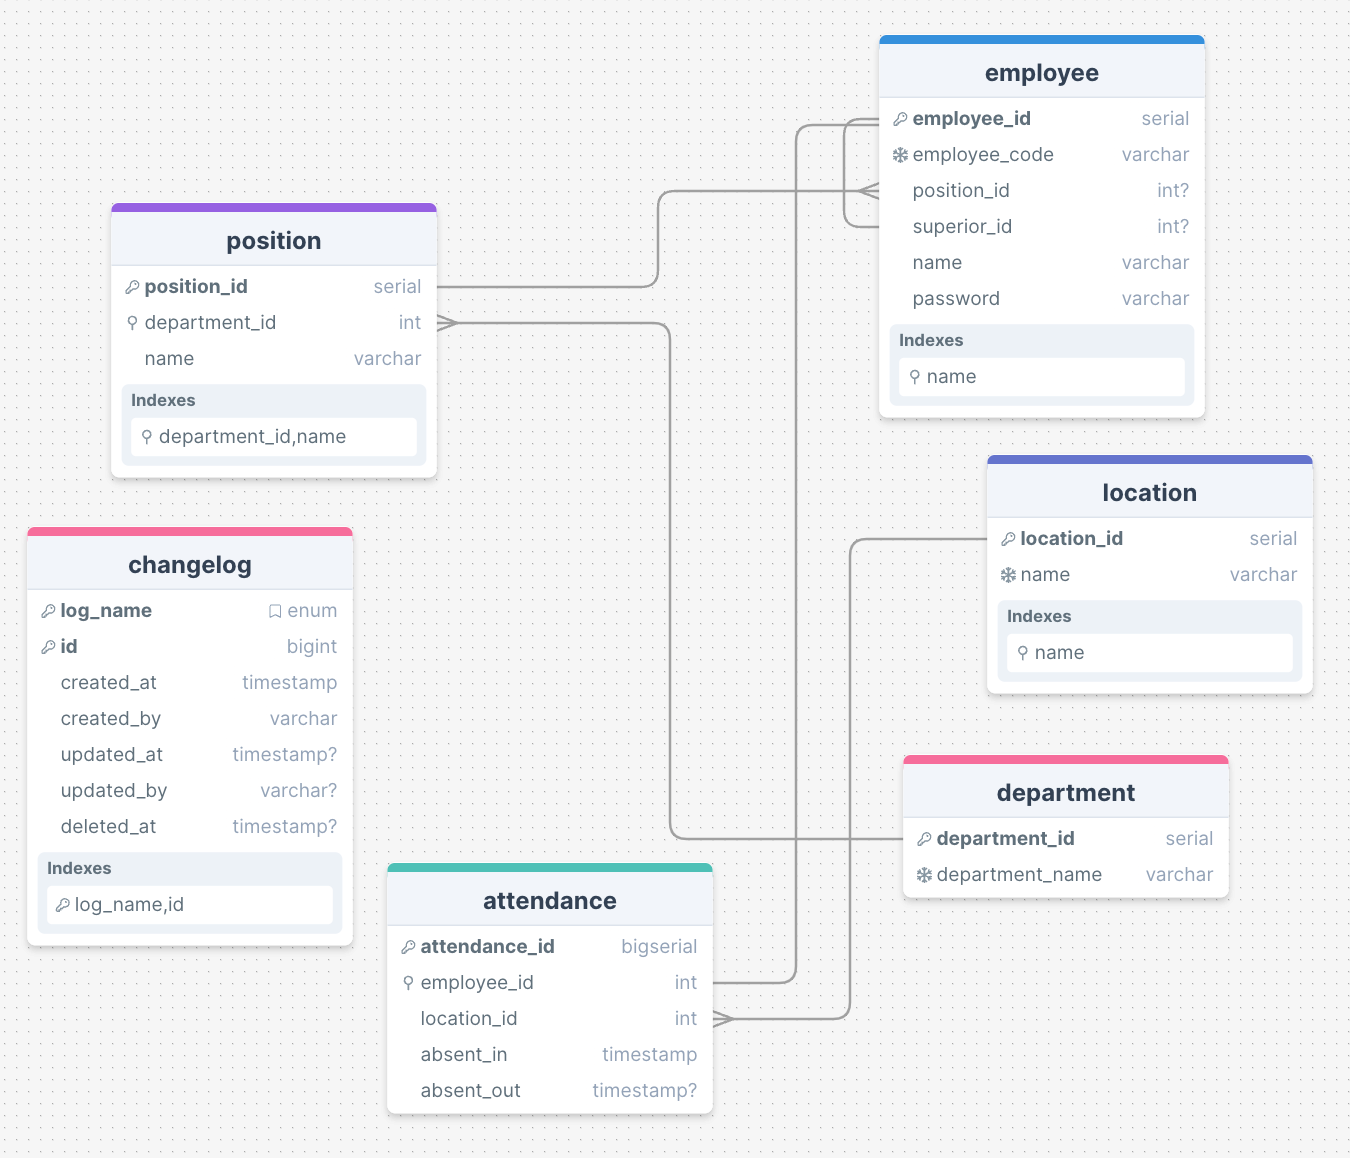 employee
employee_id serial
employee_code varchar
position_id int?
superior_id int?
name varchar
password varchar
Indexes
name
position
position_id serial
department_id int
name varchar
Indexes
department_id,name
location
location_id serial
name varchar
Indexes
name
changelog
log_name enum
id bigint
created_at timestamp
created_by varchar
updated_at timestamp?
updated_by varchar?
deleted_at timestamp?
Indexes
log_name,id
department
department_id serial
department_name varchar
attendance
attendance_id bigserial
employee_id int
location_id int
absent_in timestamp
absent_out timestamp?